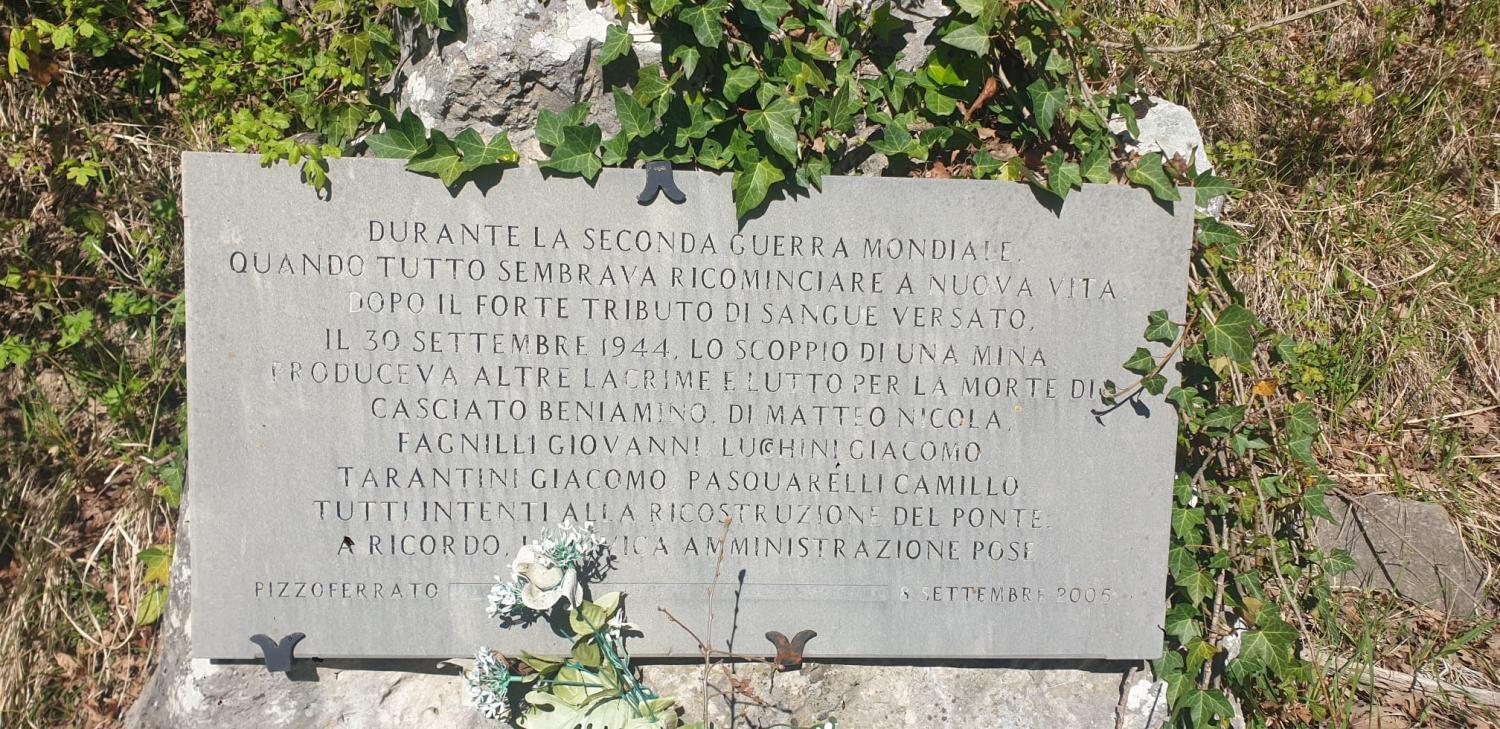 DURANTE LA SECONDA GUERRA MONDIALE,
QUANDO TUTTO SEMBRAVA RICOMINCIARE A NUOVA VITA
DOPO IL FORTE TRIBUTO DI SANGUE VERSATO,
IL 30 SETTEMBRE 1944, LO SCOPPIO DI UNA MINA
PRODUCEVA ALTRE LACRIME E LUTTO PER LA MORTE DI
CASCIATO BENIAMINO, DI MATTEO NICOLA,
FAGNILLI GIOVANNI, LUCHINI GIACOMO
TARANTINI GIACOMO, PASQUARELLI CAMILLO
TUTTI INTENTI ALLA RICOSTRUZIONE DEL PONTE.
A RICORDO, AMMINISTRAZIONE POSE
PIZZOFERRATO 8 SETTEMBRE 2005